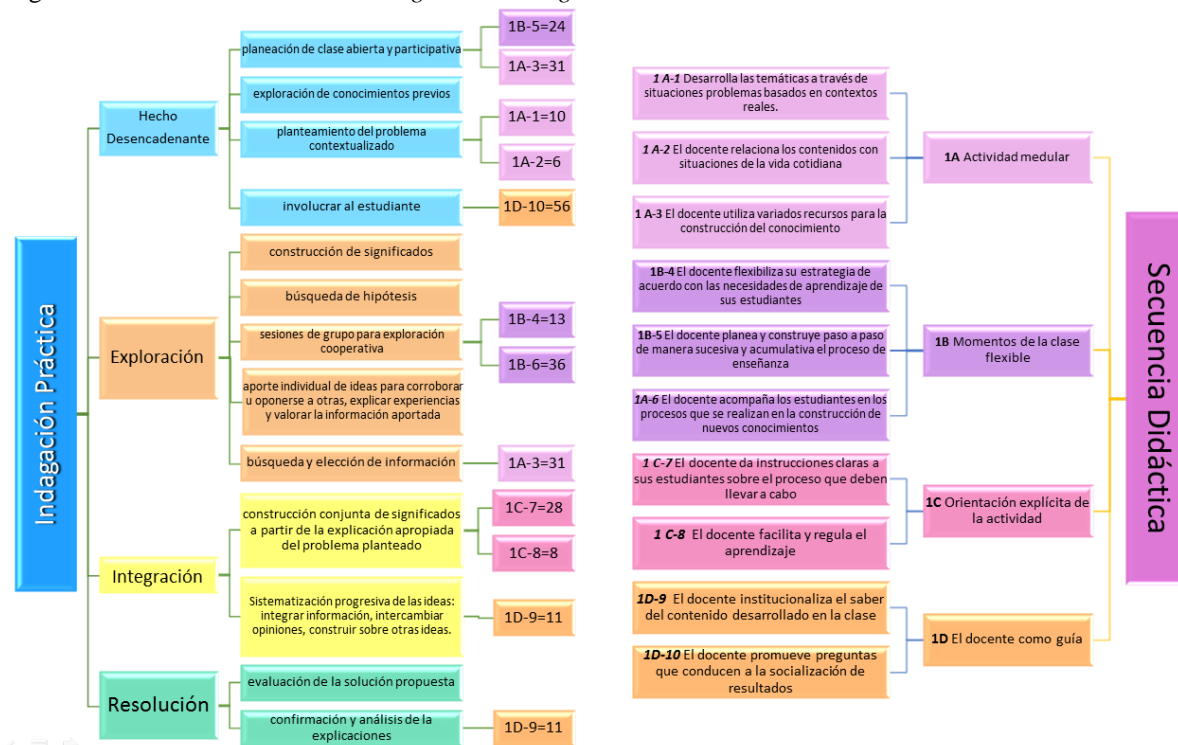 Indagación Práctica
Hecho
Desencadenante
planeación de clase abierta y participativa
1B-5=24
1A-3=31
exploración de conocimientos previos
planteamiento del problema
contextualizado
1A-1=10
1A-2=6
involucrar al estudiante
1D-10=56
Exploración
construcción de significados
búsqueda de hipótesis
sesiones de grupo para exploración
cooperativa
1B-4=13
1B-6=36
aporte individual de ideas para corroborar
u oponerse a otras, explicar experiencias
y valorar la información aportada
búsqueda y elección de información
1A-3=31
Integración
construcción conjunta de significados
a partir de la explicación apropiada
del problema planteado
1C-7=28
1C-8=8
Sistematización progresiva de las ideas:
integrar información, intercambiar
opiniones, construir sobre otras ideas.
1D-9=11
Resolución
evaluación de la solución propuesta
confirmación y análisis de la
explicaciones
1D-9=11
1 A-1 Desarrolla las temáticas a través de
situaciones problemas basados en contextos
reales.
1 A-2 El docente relaciona los contenidos con
situaciones de la vida cotidiana
1 A-3 El docente utiliza variados recursos para la
construcción del conocimiento
1A Actividad medular
1B-4 El docente flexibiliza su estrategia de
acuerdo con las necesidades de aprendizaje de
sus estudiantes
1B-5 El docente planea y construye paso a paso
de manera sucesiva y acumulativa el proceso de
enseñanza
1A-6 El docente acompaña los estudiantes en los
procesos que se realizan en la construcción de
nuevos conocimientos
1B Momentos de la clase
flexible
1 C-7 El docente da instrucciones claras a
sus estudiantes sobre el proceso que deben
llevar a cabo
1 C-8 El docente facilita y regula el
aprendizaje
1C Orientación explícita de
la actividad
1D-9 El docente institucionaliza el saber
del contenido desarrollado en la clase
1D-10 El docente promueve preguntas
que conducen a la socialización de
resultados
1D El docente como guía
Secuencia Didáctica